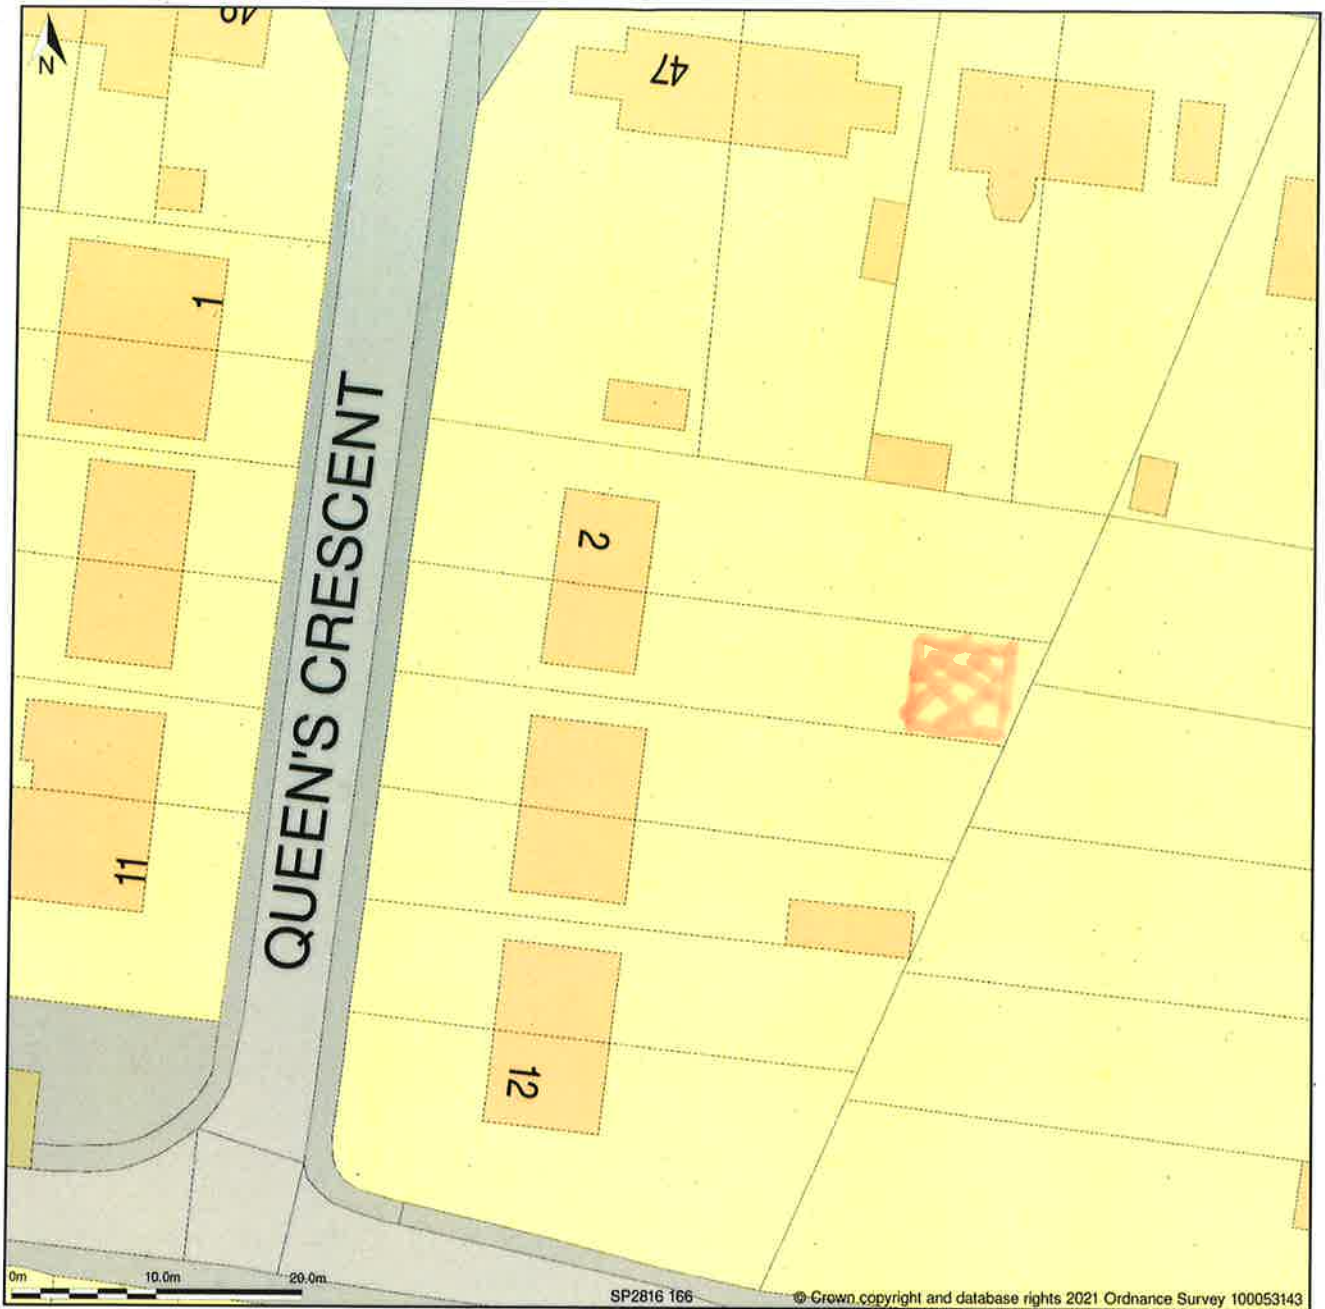 N
47
1
QUEEN'S CRESCENT
2
11
12
0m 10.0m 20.0m
SP2816 166
© Crown copyright and database rights 2021 Ordnance Survey 100053143